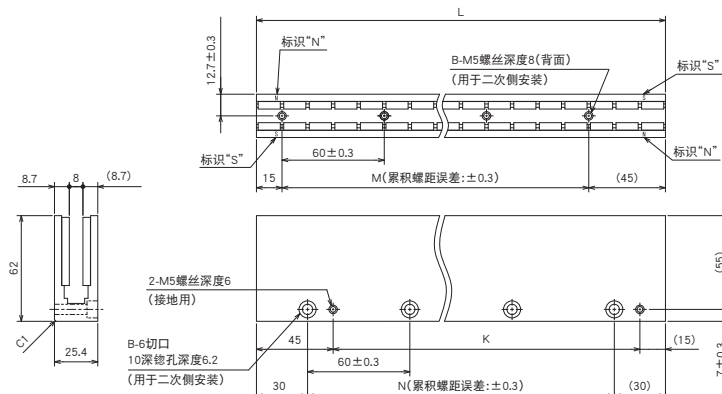 L
标识“N”
12.7±0.3
B-M5螺丝深度8(背面)
(用于二次侧安装)
标识“S”
N
S
S
N
标识“S”
标识“N”
60±0.3
15
M(累积螺距误差:±0.3)
(45)
8.7
8
(8.7)
62
C1
25.4
2-M5螺丝深度6
(接地用)
B-6切口
10深锪孔深度6.2
(用于二次侧安装)
45
K
(15)
60±0.3
30
N(累积螺距误差:±0.3)
(30)
(55)
7±0.3